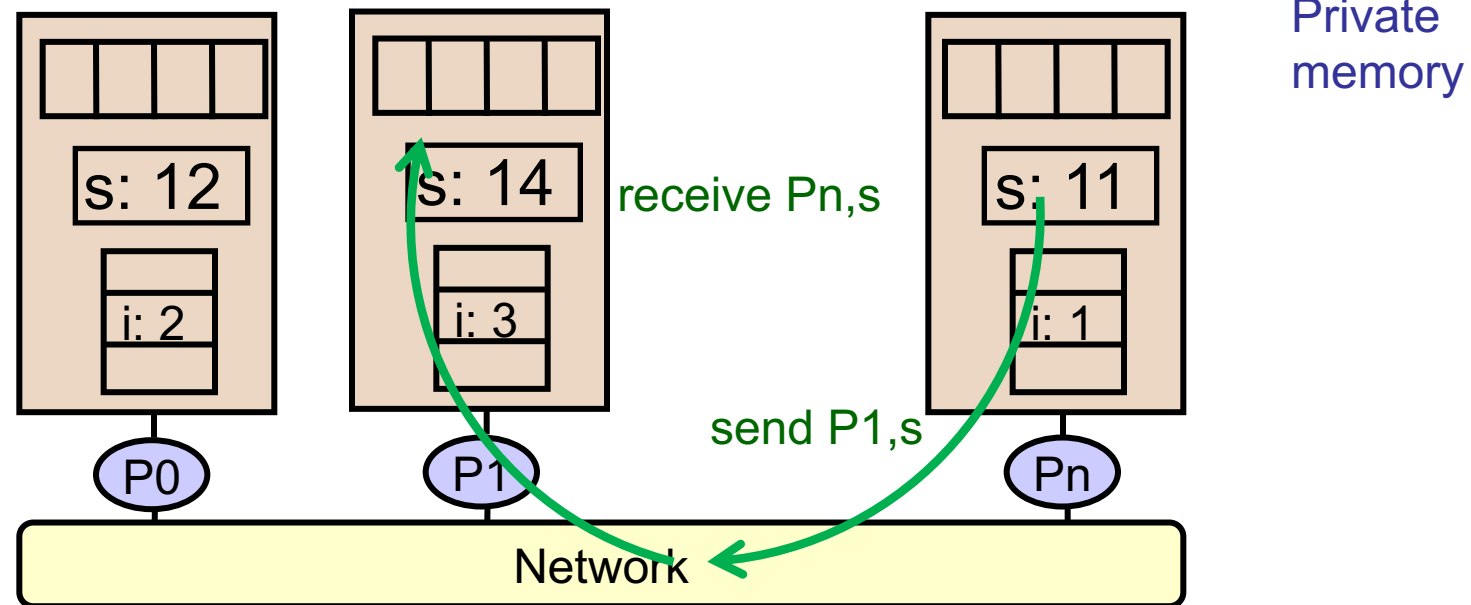 Private
memory
s: 12
s: 14
receive Pn,s
s: 11
i: 2
i: 3
i: 1
send P1,s
P0
P1
Pn
Network